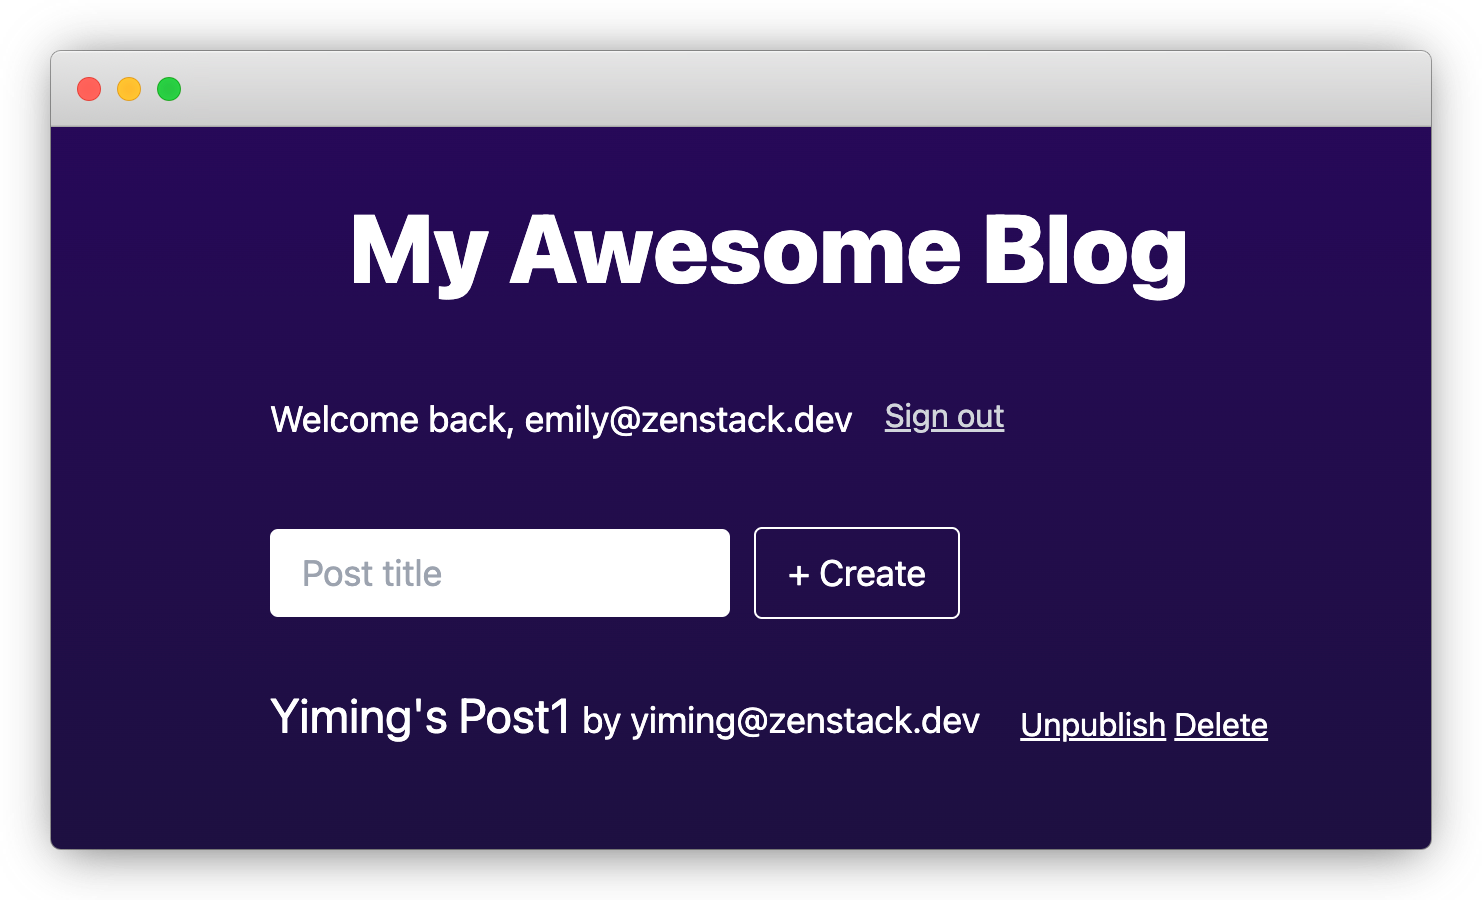 My Awesome Blog
Welcome back, emily@zenstack.dev Sign out
Post title + Create
Yiming's Post1 by yiming@zenstack.dev Unpublish Delete